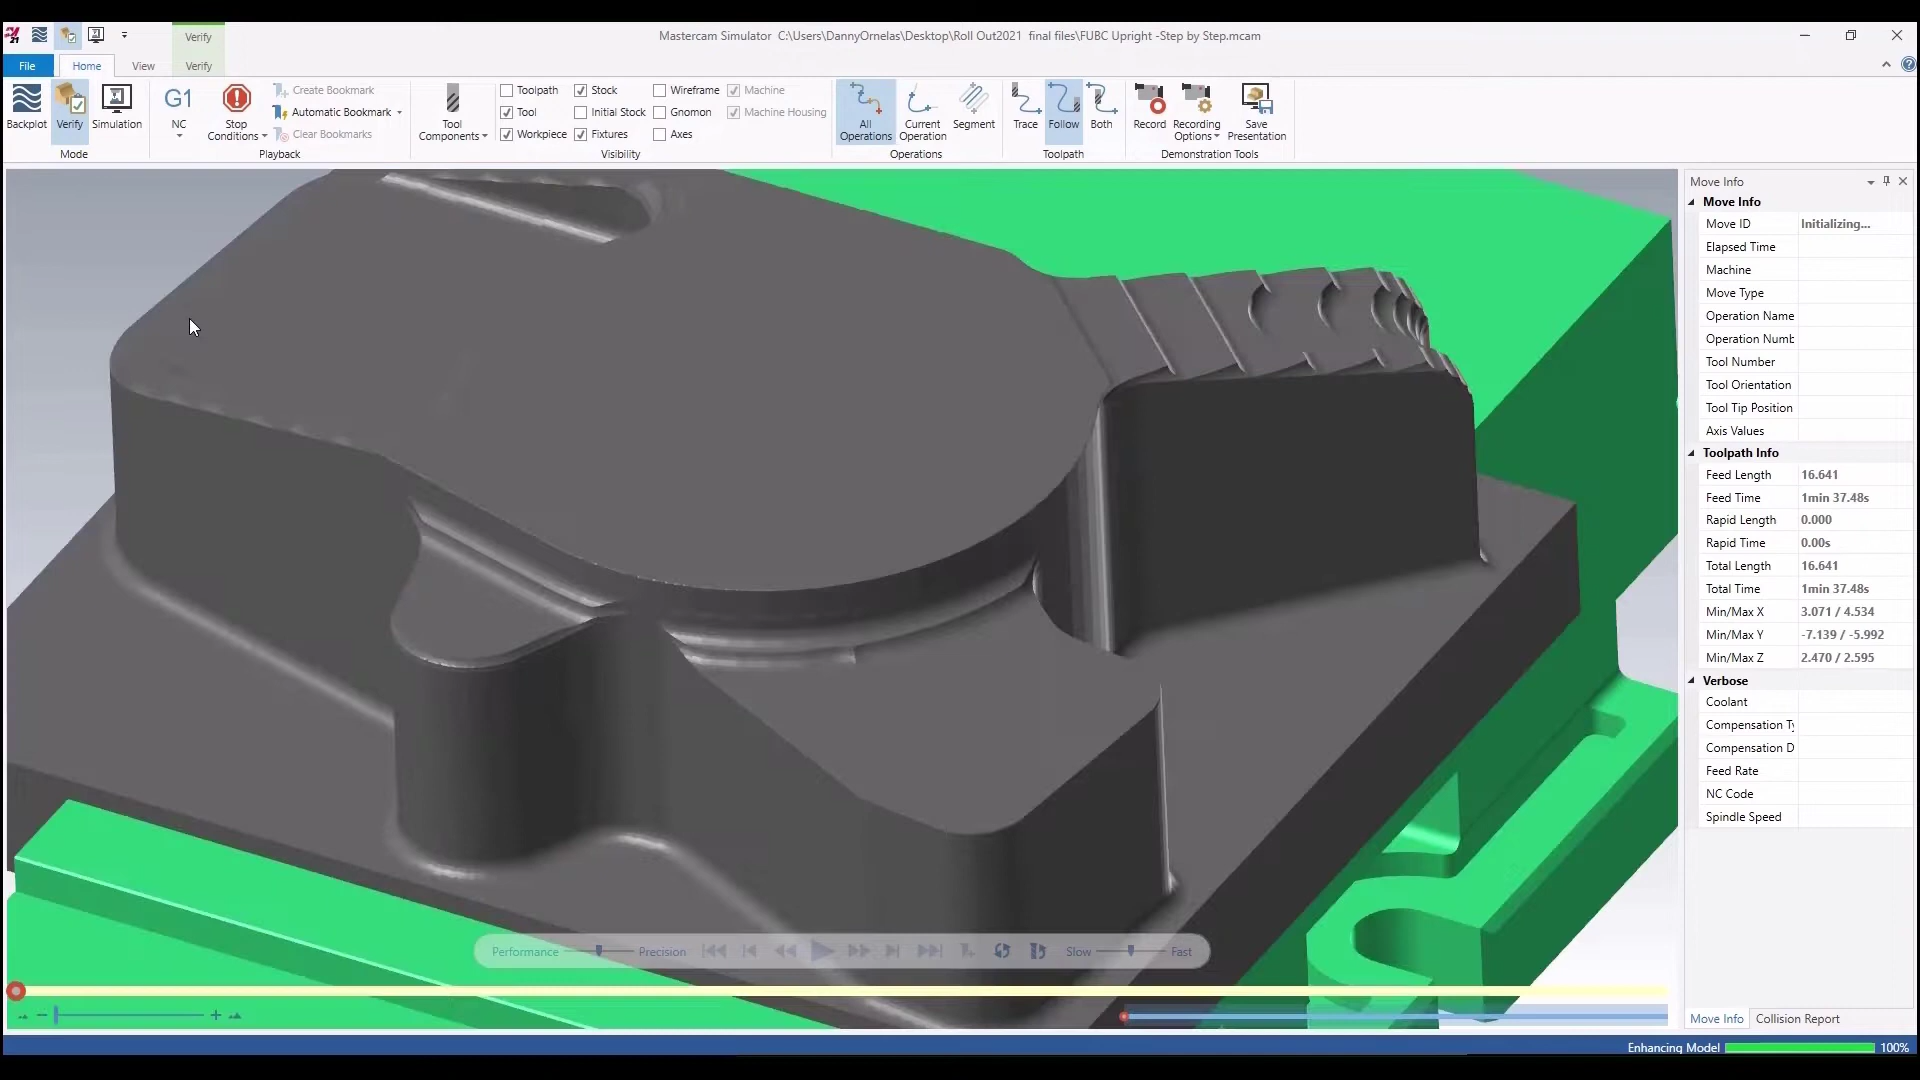 Verify
Mastercam Simulator C:\Users\DannyOrnelas\Desktop\Roll Out2021 final files\FUBC Upright -Step by Step.mcam
File Home View Verify
Backplot Verify Simulation
Mode
G1
NC
Stop Conditions
Create Bookmark
Automatic Bookmark
Clear Bookmarks
Playback
Tool Components
Toolpath Stock Wireframe Machine
Tool Initial Stock Gnomon Machine Housing
Workpiece Fixtures Axes
Visibility
All Operations
Current Operation
Segment
Operations
Trace Follow Both
Toolpath
Record
Recording Options
Save Presentation
Demonstration Tools
Move Info
Move Info
Move ID Initializing...
Elapsed Time
Machine
Move Type
Operation Name
Operation Numb
Tool Number
Tool Orientation
Tool Tip Position
Axis Values
Toolpath Info
Feed Length 16.641
Feed Time 1min 37.48s
Rapid Length 0.000
Rapid Time 0.00s
Total Length 16.641
Total Time 1min 37.48s
Min/Max X 3.071 / 4.534
Min/Max Y -7.139 / -5.992
Min/Max Z 2.470 / 2.595
Verbose
Coolant
Compensation Ty
Compensation D
Feed Rate
NC Code
Spindle Speed
Performance Precision Slow Fast
Move Info Collision Report
Enhancing Model 100%